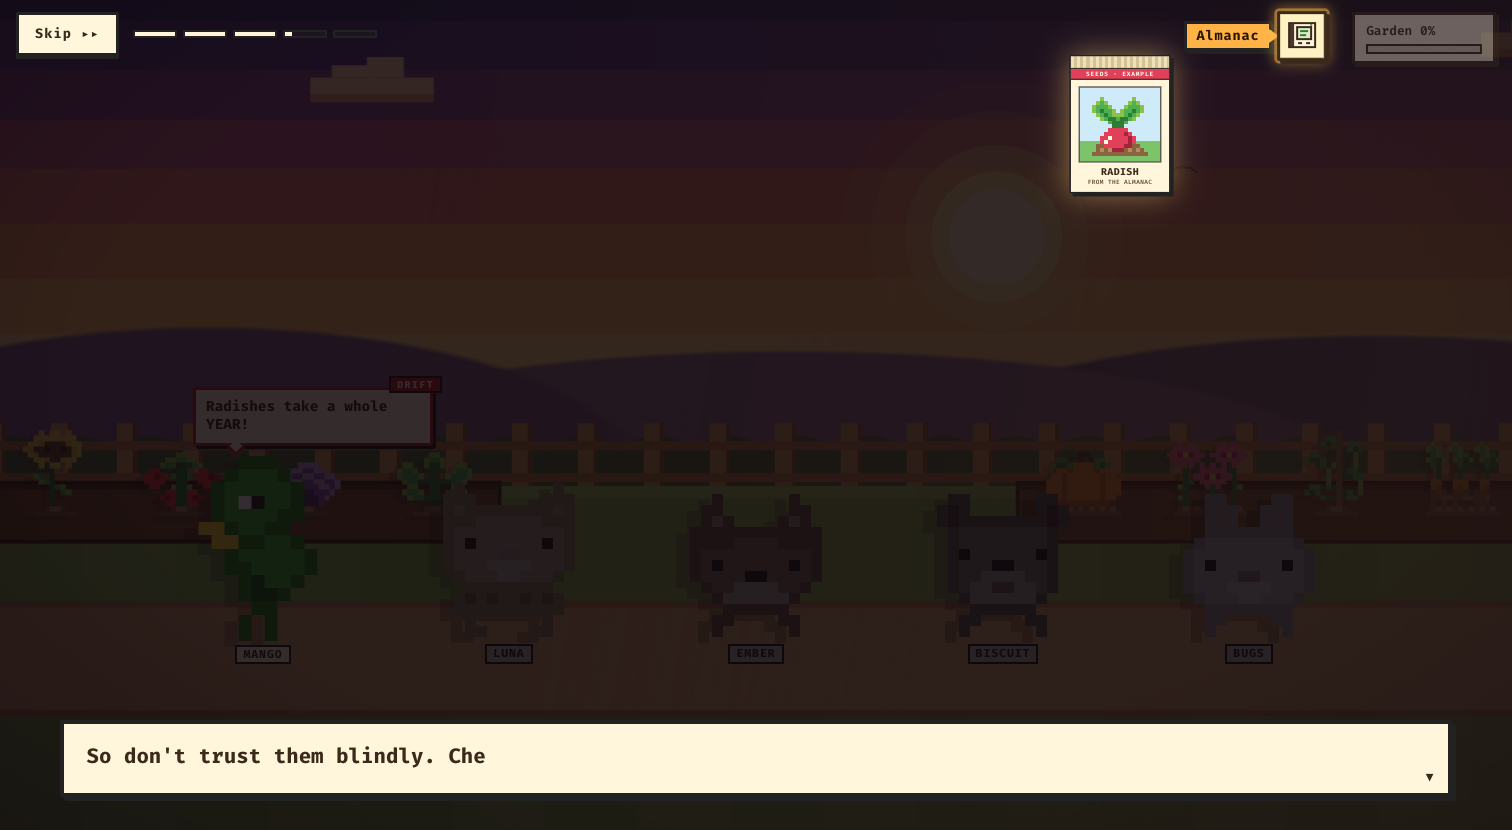 Skip ▸▸
Almanac
Garden 0%
SEEDS · EXAMPLE
RADISH
FROM THE ALMANAC
DRIFT
Radishes take a whole
YEAR!
MANGO
LUNA
EMBER
BISCUIT
BUGS
So don't trust them blindly. Che
▼